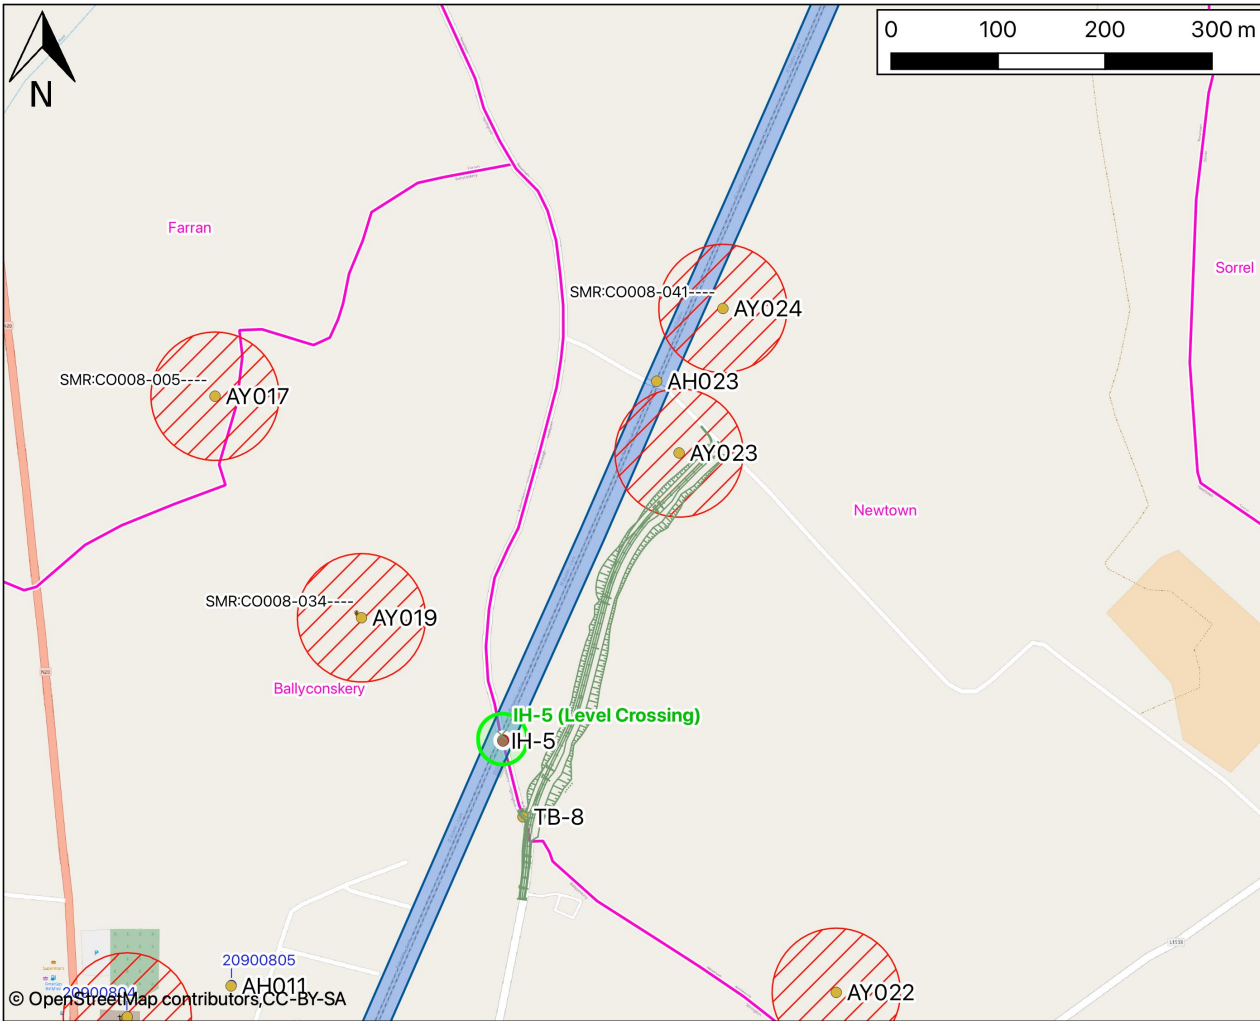 0 100 200 300 m
N
Farran
Sorrel
SMR:CO008-041----
AY024
SMR:CO008-005----
AH023
AY017
AY023
Newtown
SMR:CO008-034----
AY019
N20
Ballyconskery
IH-5 (Level Crossing)
IH-5
TB-8
20900805
AH011
20900804
AY022
© OpenStreetMap contributors,CC-BY-SA